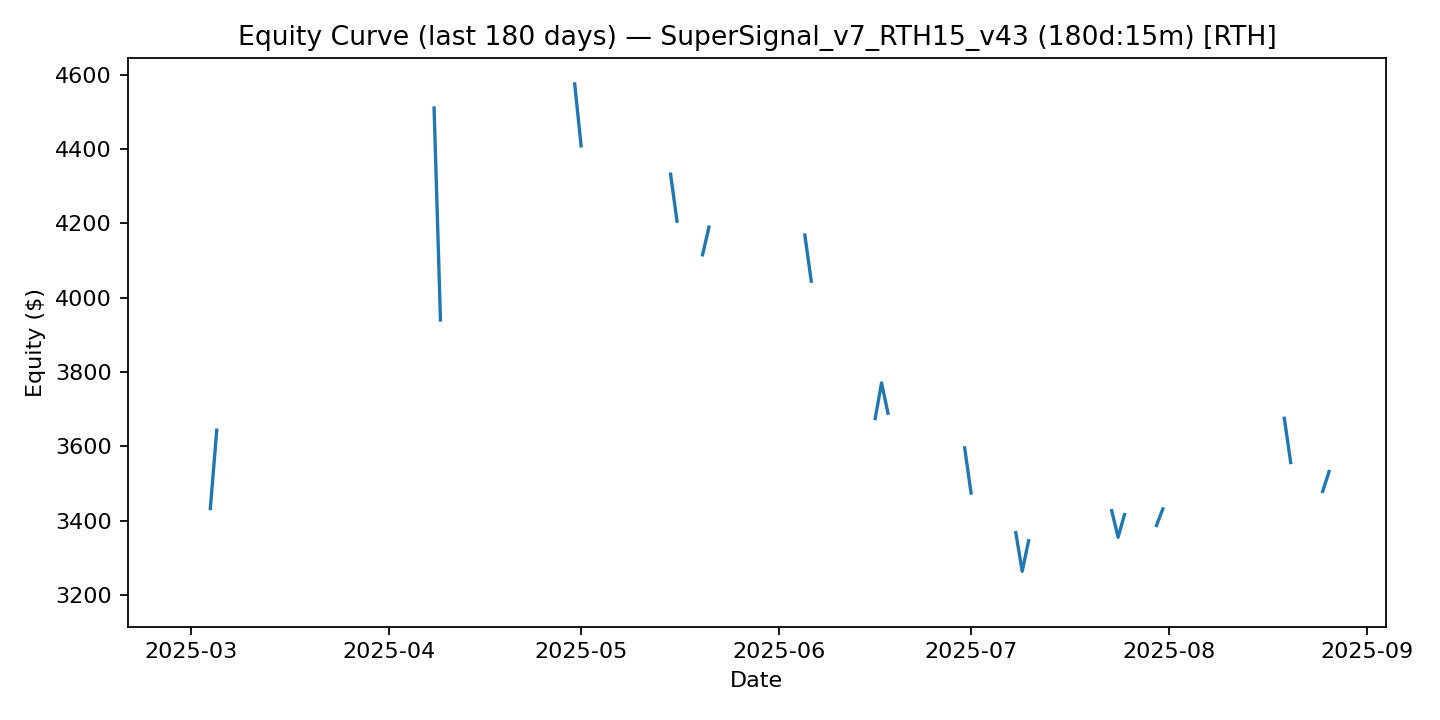 Equity Curve (last 180 days) — SuperSignal_v7_RTH15_v43 (180d:15m) [RTH]
Equity ($)
4600
4400
4200
4000
3800
3600
3400
3200
2025-03 2025-04 2025-05 2025-06 2025-07 2025-08 2025-09
Date